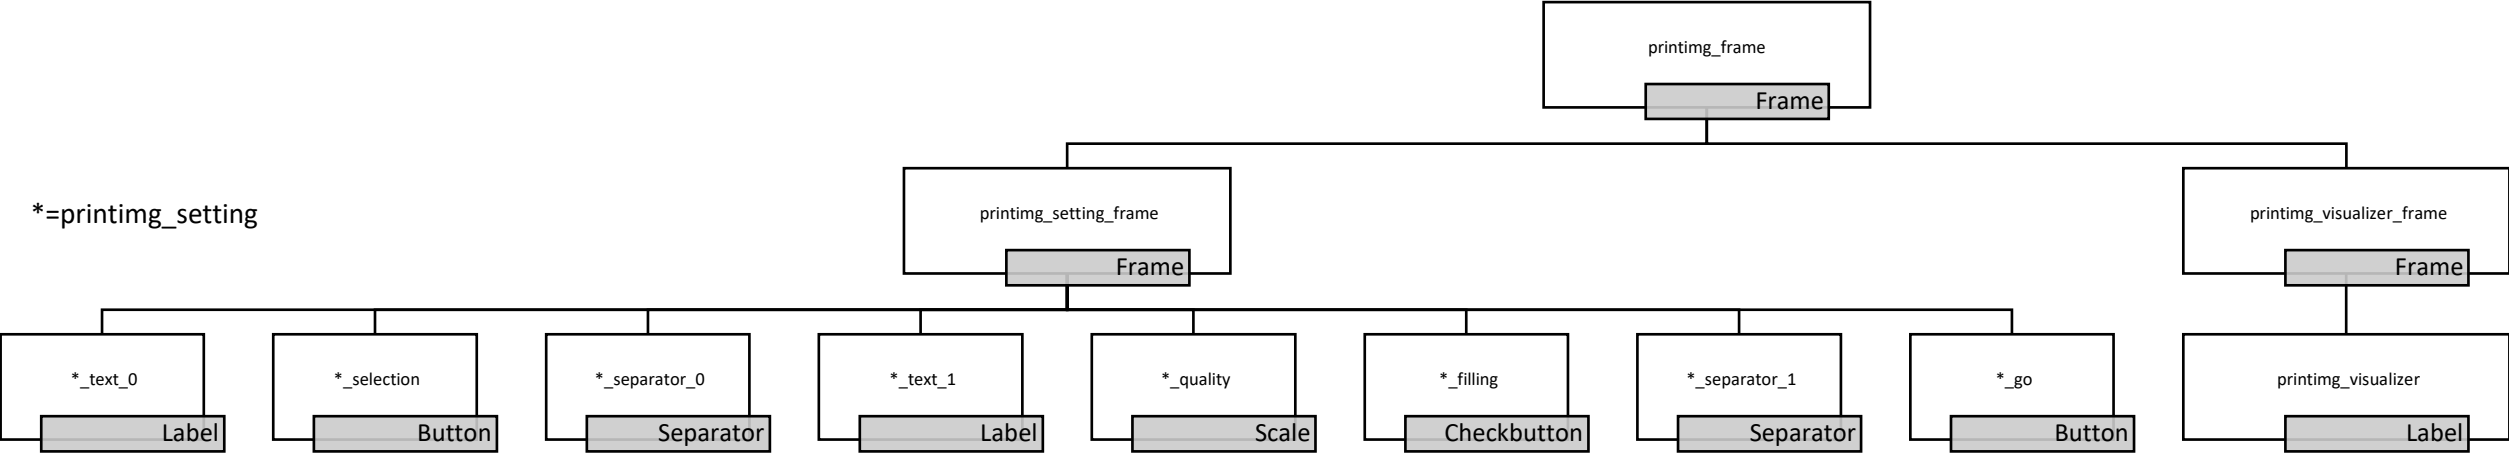 printimg_frame
Frame
*=printimg_setting
printimg_setting_frame
Frame
printimg_visualizer_frame
Frame
*_text_0
Label
*_selection
Button
*_separator_0
Separator
*_text_1
Label
*_quality
Scale
*_filling
Checkbutton
*_separator_1
Separator
*_go
Button
printimg_visualizer
Label